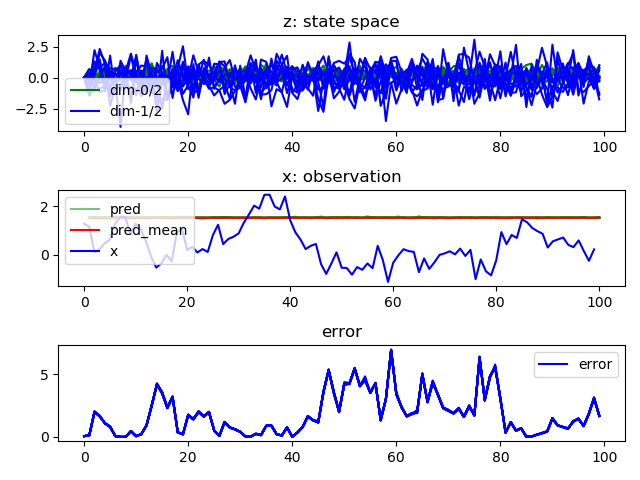 z: state space
2.5
0.0
−2.5
dim-0/2
dim-1/2
0 20 40 60 80 100
x: observation
2
0
pred
pred_mean
x
0 20 40 60 80 100
error
5
0
error
0 20 40 60 80 100